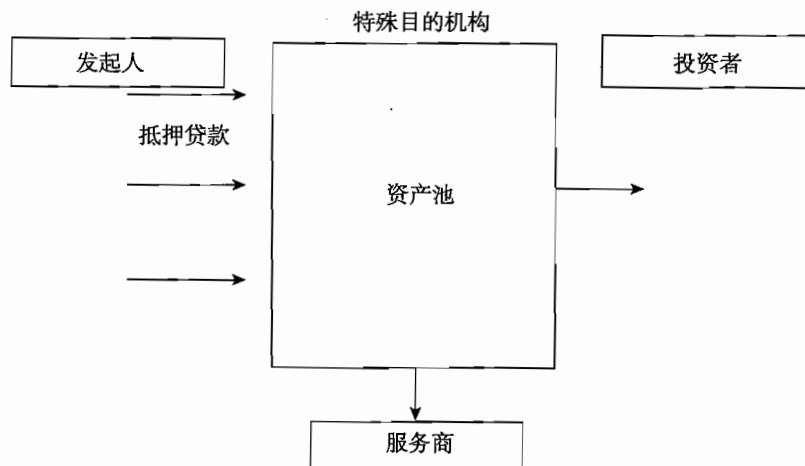 特殊目的机构
发起人
投资者
抵押贷款
资产池
服务商